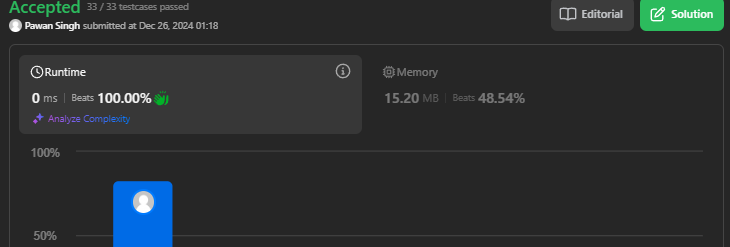 Accepted 33 / 33 testcases passed
Editorial
Solution
Pawan Singh submitted at Dec 26, 2024 01:18
Runtime
Memory
0 ms | Beats 100.00%
15.20 MB | Beats 48.54%
Analyze Complexity
100%
50%